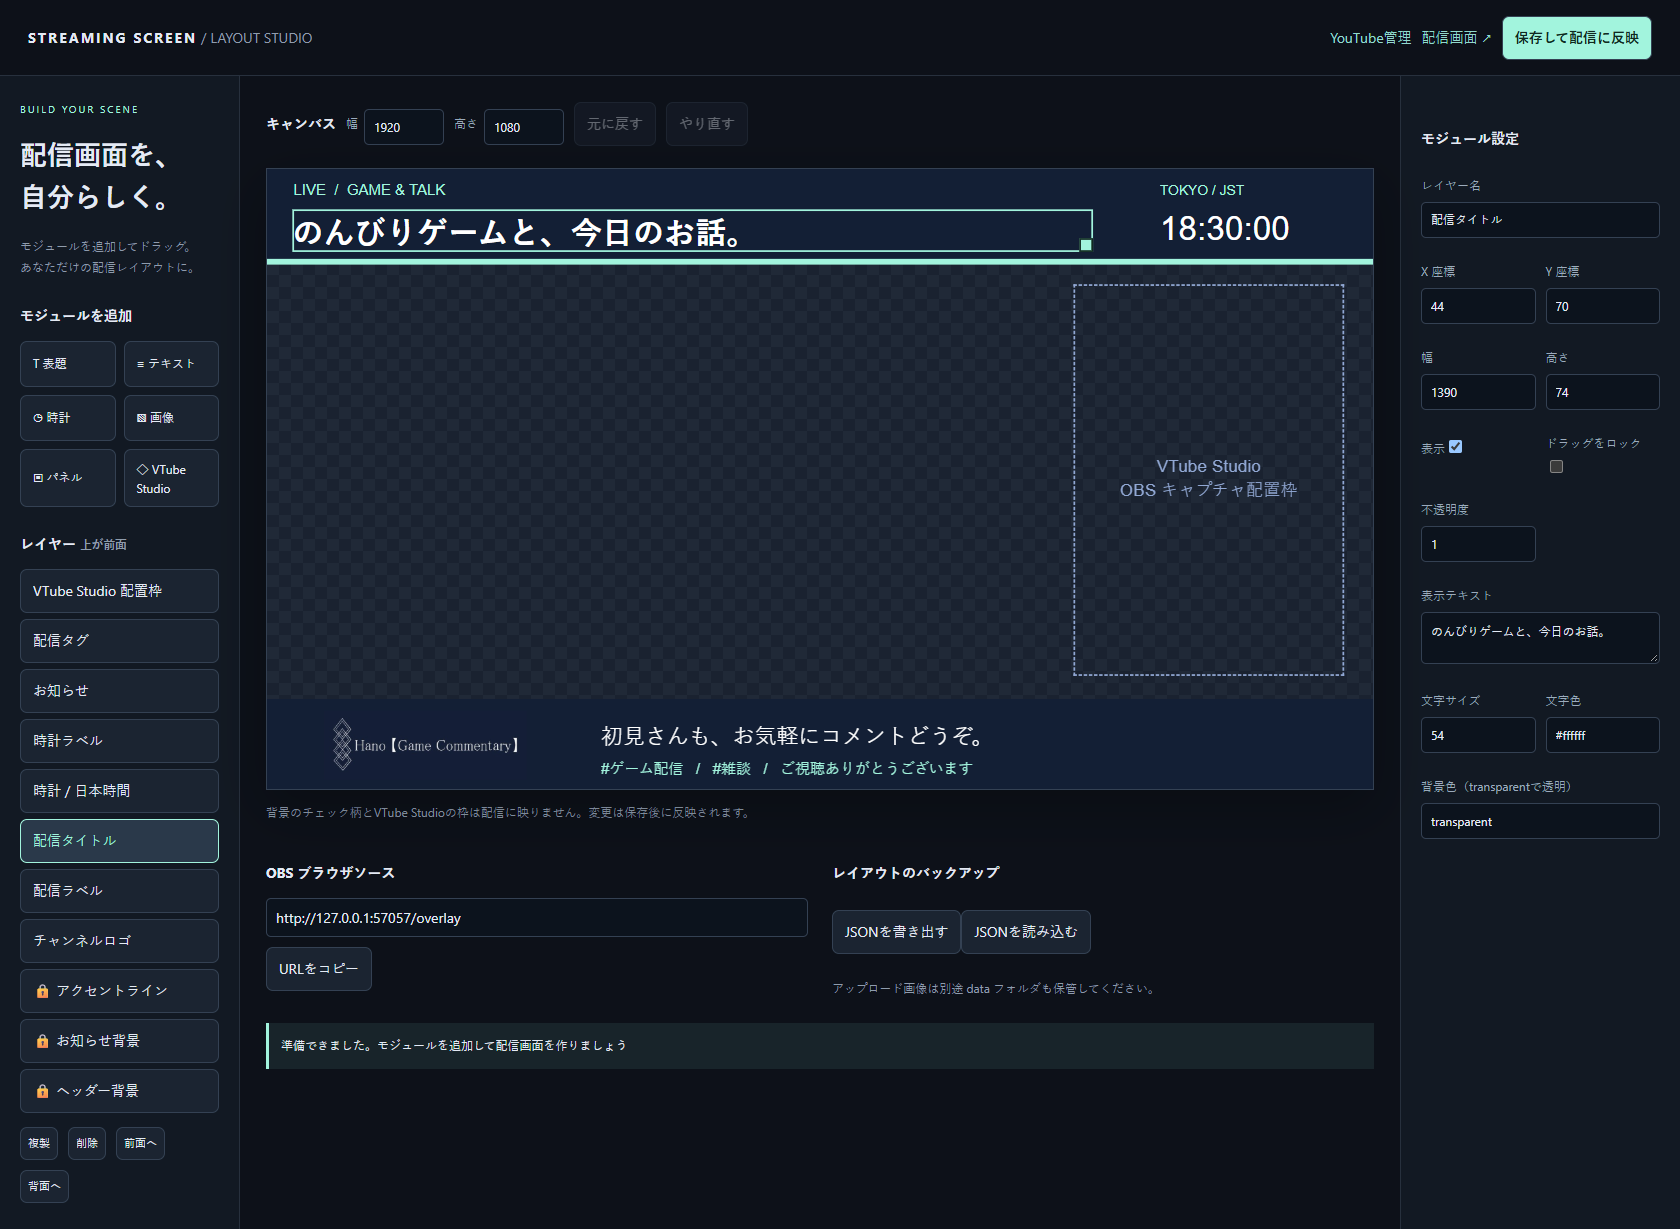 STREAMING SCREEN / LAYOUT STUDIO
YouTube管理 配信画面 ↗ 保存して配信に反映
BUILD YOUR SCENE
配信画面を、
自分らしく。
モジュールを追加してドラッグ。
あなただけの配信レイアウトに。
モジュールを追加
T 表題
≡ テキスト
◷ 時計
▧ 画像
▣ パネル
◇ VTube
Studio
レイヤー 上が前面
VTube Studio 配置枠
配信タグ
お知らせ
時計ラベル
時計 / 日本時間
配信タイトル
配信ラベル
チャンネルロゴ
🔒 アクセントライン
🔒 お知らせ背景
🔒 ヘッダー背景
複製 削除 前面へ
背面へ
キャンバス 幅 1920 高さ 1080 元に戻す やり直す
LIVE / GAME & TALK
のんびりゲームと、今日のお話。
TOKYO / JST
18:30:00
VTube Studio
OBS キャプチャ配置枠
Hano【Game Commentary】
初見さんも、お気軽にコメントどうぞ。
#ゲーム配信 / #雑談 / ご視聴ありがとうございます
背景のチェック柄とVTube Studioの枠は配信に映りません。変更は保存後に反映されます。
OBS ブラウザソース
http://127.0.0.1:57057/overlay
URLをコピー
レイアウトのバックアップ
JSONを書き出す JSONを読み込む
アップロード画像は別途 data フォルダも保管してください。
準備できました。モジュールを追加して配信画面を作りましょう
モジュール設定
レイヤー名
配信タイトル
X 座標 Y 座標
44 70
幅 高さ
1390 74
表示 ドラッグをロック
不透明度
1
表示テキスト
のんびりゲームと、今日のお話。
文字サイズ 文字色
54 #ffffff
背景色（transparentで透明）
transparent